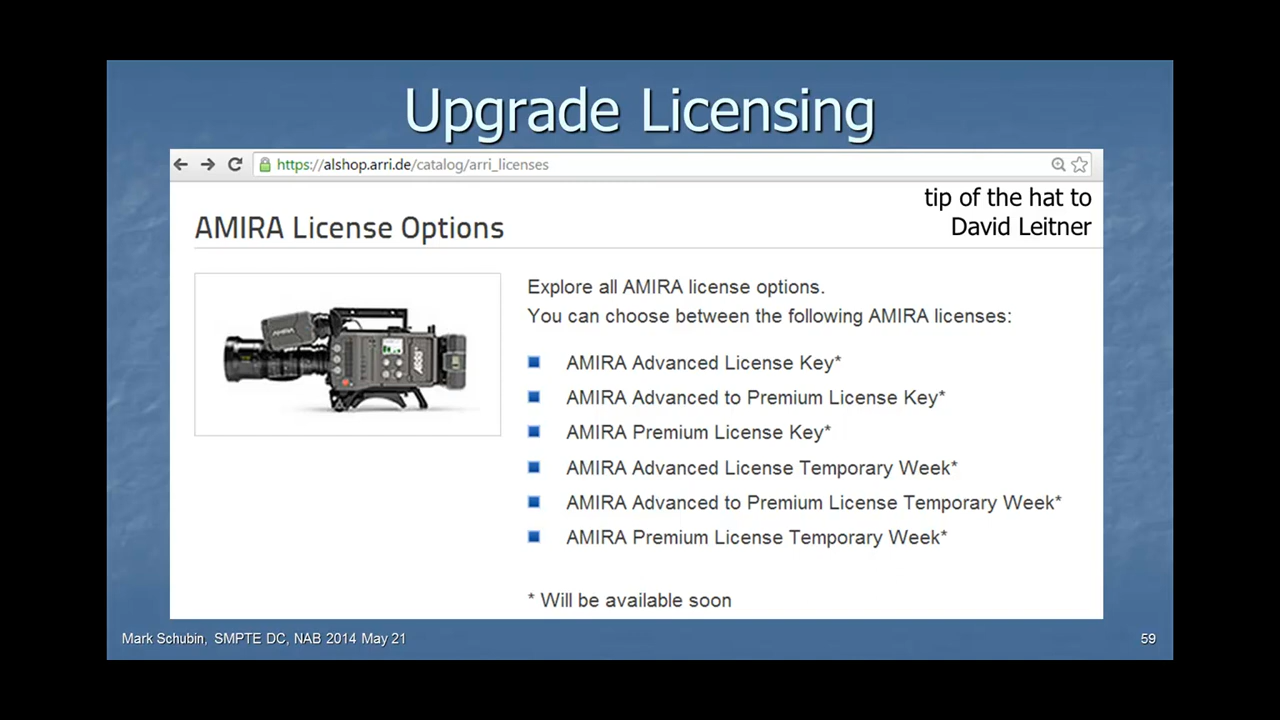 Upgrade Licensing
https://alshop.arri.de/catalog/arri_licenses
tip of the hat to
David Leitner
AMIRA License Options
AMIRA
ARRI
Explore all AMIRA license options.
You can choose between the following AMIRA licenses:
AMIRA Advanced License Key*
AMIRA Advanced to Premium License Key*
AMIRA Premium License Key*
AMIRA Advanced License Temporary Week*
AMIRA Advanced to Premium License Temporary Week*
AMIRA Premium License Temporary Week*
* Will be available soon
Mark Schubin, SMPTE DC, NAB 2014 May 21
59